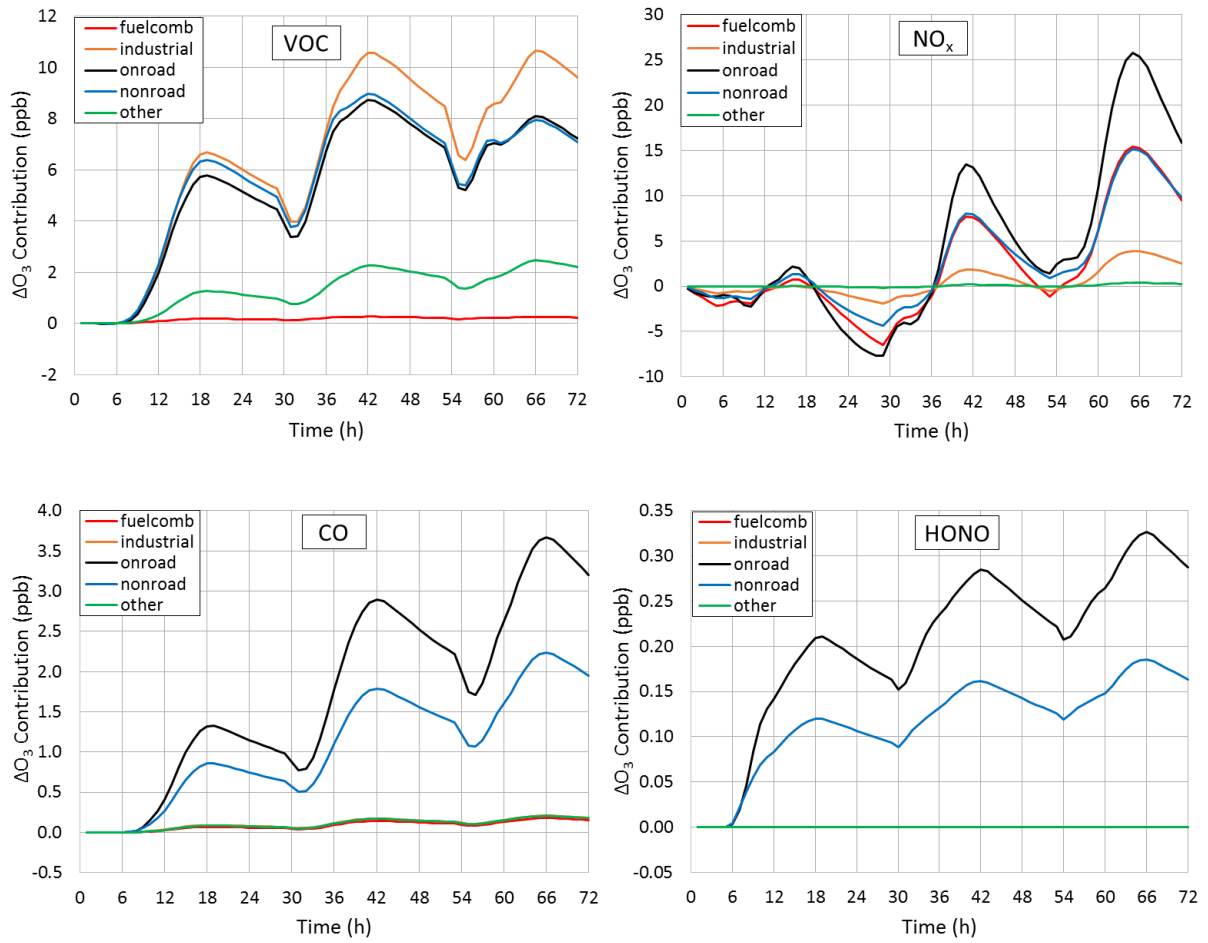 VOC
fuelcomb
industrial
onroad
nonroad
other
ΔO₃ Contribution (ppb)
12
10
8
6
4
2
0
-2
0 6 12 18 24 30 36 42 48 54 60 66 72
Time (h)
NOₓ
fuelcomb
industrial
onroad
nonroad
other
ΔO₃ Contribution (ppb)
30
25
20
15
10
5
0
-5
-10
0 6 12 18 24 30 36 42 48 54 60 66 72
Time (h)
CO
fuelcomb
industrial
onroad
nonroad
other
ΔO₃ Contribution (ppb)
4.0
3.5
3.0
2.5
2.0
1.5
1.0
0.5
0.0
-0.5
0 6 12 18 24 30 36 42 48 54 60 66 72
Time (h)
HONO
fuelcomb
industrial
onroad
nonroad
other
ΔO₃ Contribution (ppb)
0.35
0.30
0.25
0.20
0.15
0.10
0.05
0.00
-0.05
0 6 12 18 24 30 36 42 48 54 60 66 72
Time (h)